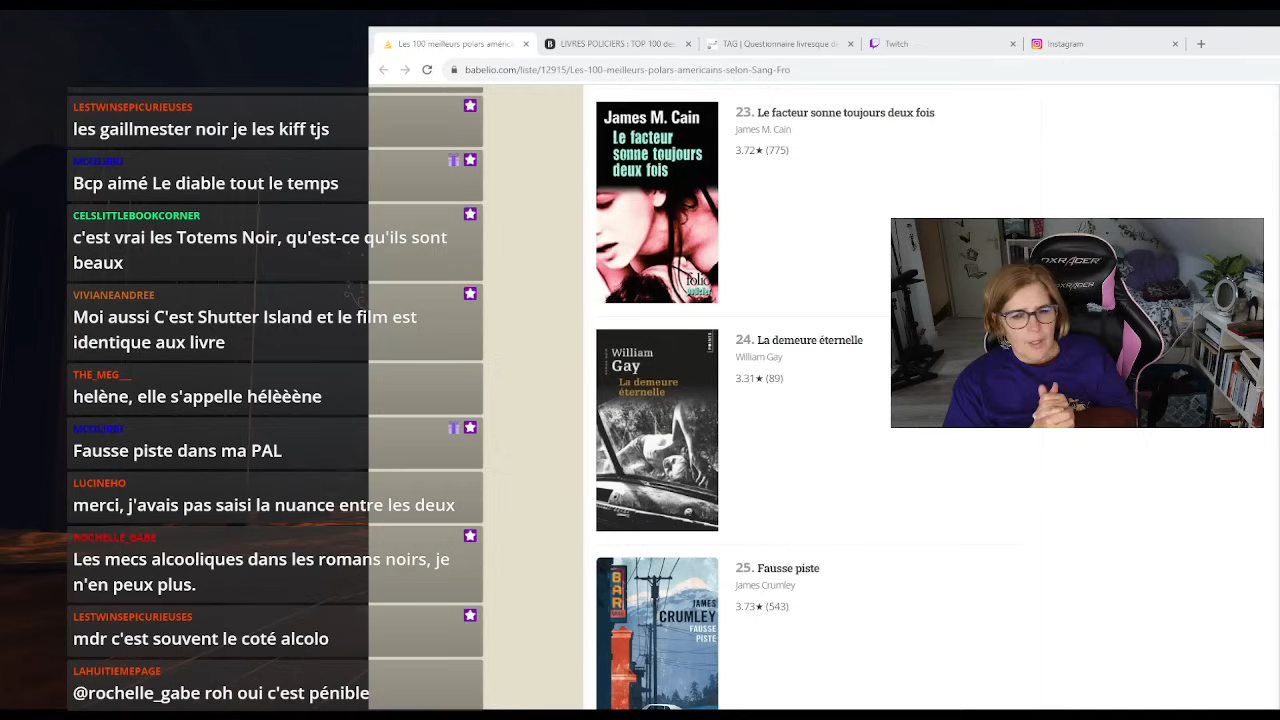 Les 100 meilleurs polars américa
LIVRES POLICIERS : TOP 100 des
TAG | Questionnaire livresque di
Twitch
Instagram
babelio.com/liste/12915/Les-100-meilleurs-polars-americains-selon-Sang-Fro
LESTWINSEPICURIEUSES
les gaillmester noir je les kiff tjs
Bcp aimé Le diable tout le temps
CELSLITTLEBOOKCORNER
c'est vrai les Totems Noir, qu'est-ce qu'ils sont
beaux
VIVIANEANDREE
Moi aussi C'est Shutter Island et le film est
identique aux livre
THE_MEG__
helène, elle s'appelle hélèèène
Fausse piste dans ma PAL
LUCINEHO
merci, j'avais pas saisi la nuance entre les deux
ROCHELLE_GABE
Les mecs alcooliques dans les romans noirs, je
n'en peux plus.
LESTWINSEPICURIEUSES
mdr c'est souvent le coté alcolo
LAHUITIEMEPAGE
@rochelle_gabe roh oui c'est pénible
James M. Cain
Le facteur
sonne toujours
deux fois
folio
policier
23. Le facteur sonne toujours deux fois
James M. Cain
3.72★ (775)
POINTS
William
Gay
La demeure
éternelle
24. La demeure éternelle
William Gay
3.31★ (89)
BAR
JAMES
CRUMLEY
FAUSSE
PISTE
25. Fausse piste
James Crumley
3.73★ (543)
DXRACER